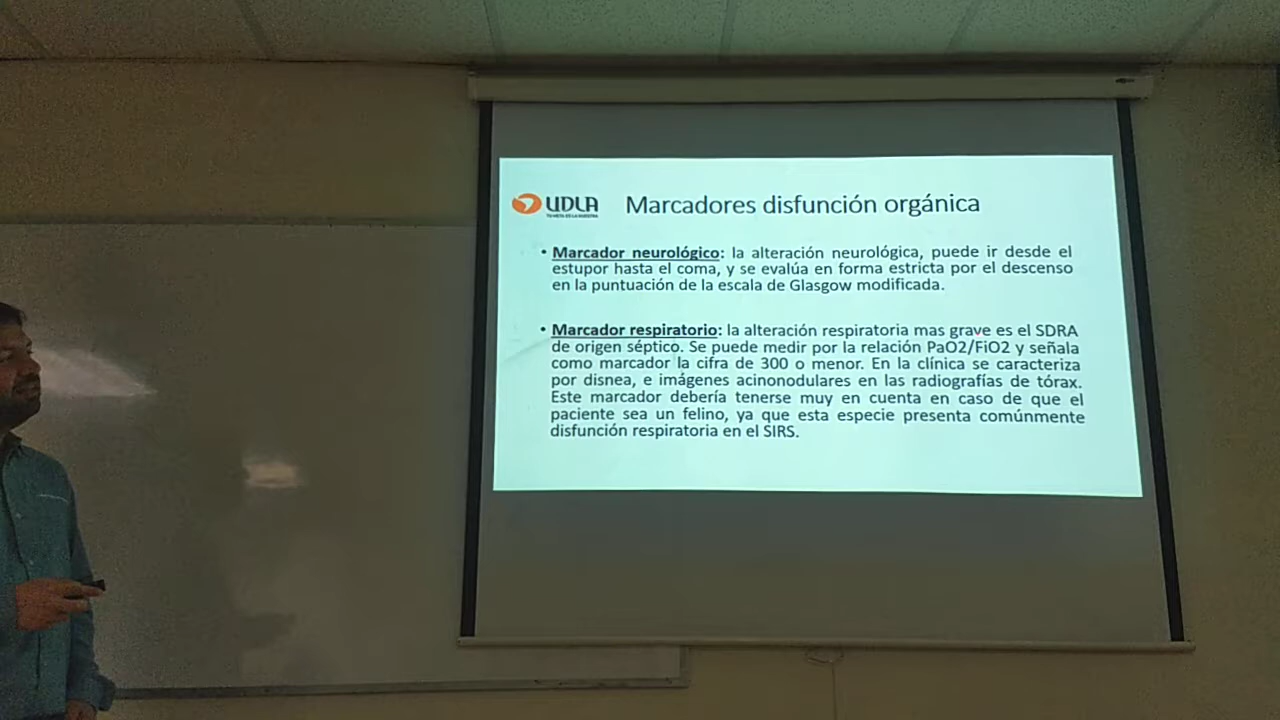 UDLA
Marcadores disfunción orgánica
• Marcador neurológico: la alteración neurológica, puede ir desde el
estupor hasta el coma, y se evalúa en forma estricta por el descenso
en la puntuación de la escala de Glasgow modificada.
• Marcador respiratorio: la alteración respiratoria mas grave es el SDRA
de origen séptico. Se puede medir por la relación PaO2/FiO2 y señala
como marcador la cifra de 300 o menor. En la clínica se caracteriza
por disnea, e imágenes acinonodulares en las radiografías de tórax.
Este marcador debería tenerse muy en cuenta en caso de que el
paciente sea un felino, ya que esta especie presenta comúnmente
disfunción respiratoria en el SIRS.